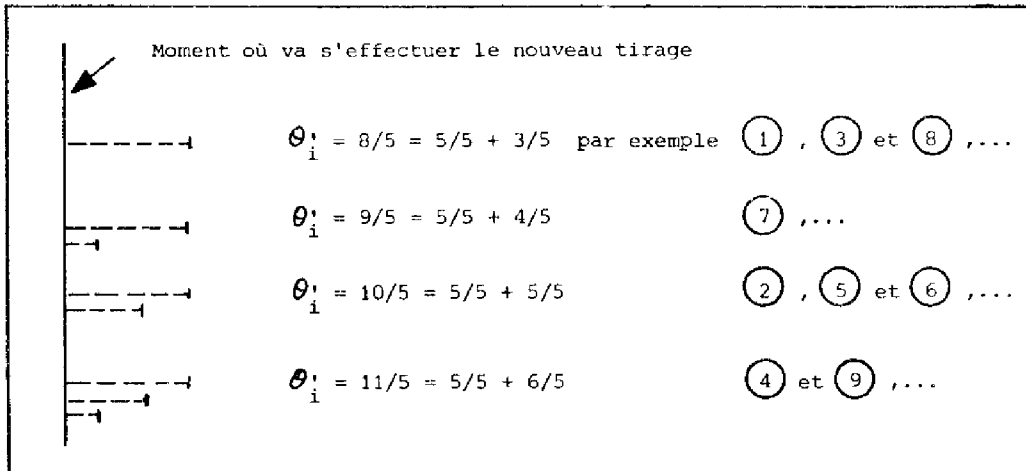 Moment où va s'effectuer le nouveau tirage
θ'i = 8/5 = 5/5 + 3/5 par exemple 1 , 3 et 8 ,...
θ'i = 9/5 = 5/5 + 4/5 7 ,...
θ'i = 10/5 = 5/5 + 5/5 2 , 5 et 6 ,...
θ'i = 11/5 = 5/5 + 6/5 4 et 9 ,...